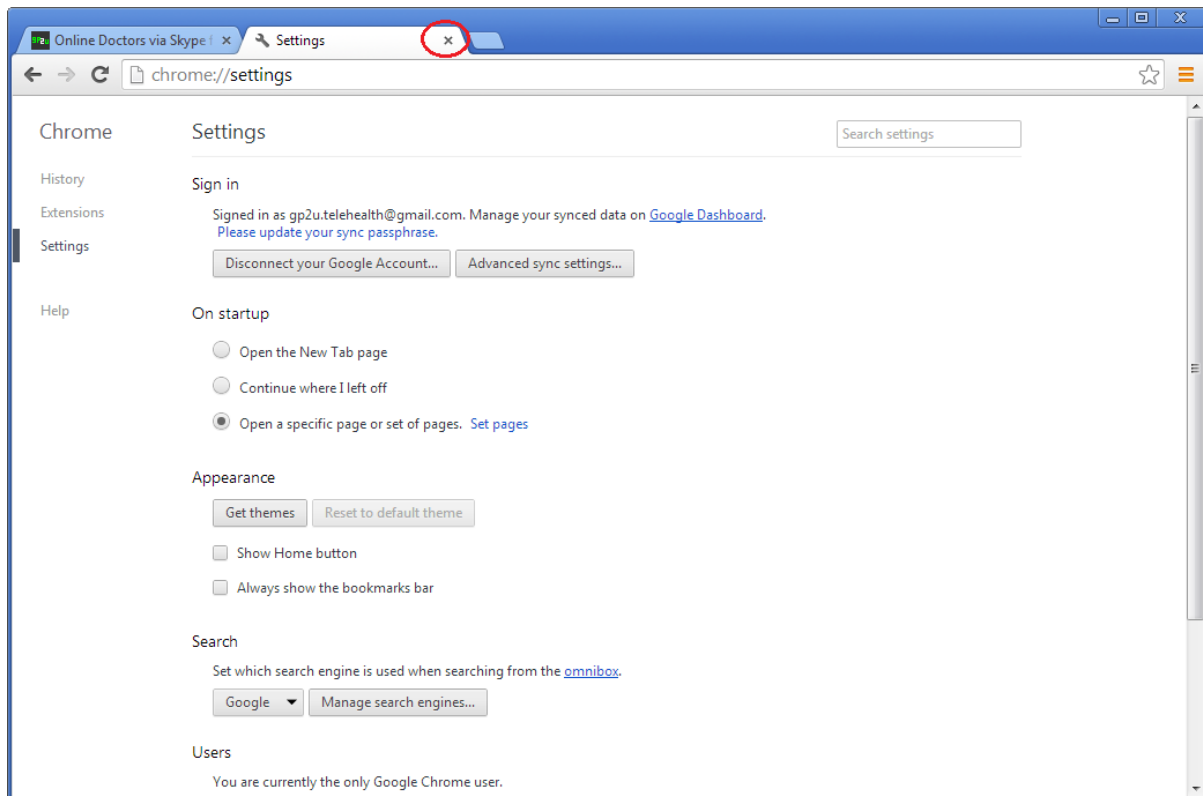 Online Doctors via Skype f
Settings
chrome://settings
Chrome
Settings
Search settings
History
Extensions
Settings
Help
Sign in
Signed in as gp2u.telehealth@gmail.com. Manage your synced data on Google Dashboard.
Please update your sync passphrase.
Disconnect your Google Account... Advanced sync settings...
On startup
Open the New Tab page
Continue where I left off
Open a specific page or set of pages. Set pages
Appearance
Get themes Reset to default theme
Show Home button
Always show the bookmarks bar
Search
Set which search engine is used when searching from the omnibox.
Google Manage search engines...
Users
You are currently the only Google Chrome user.